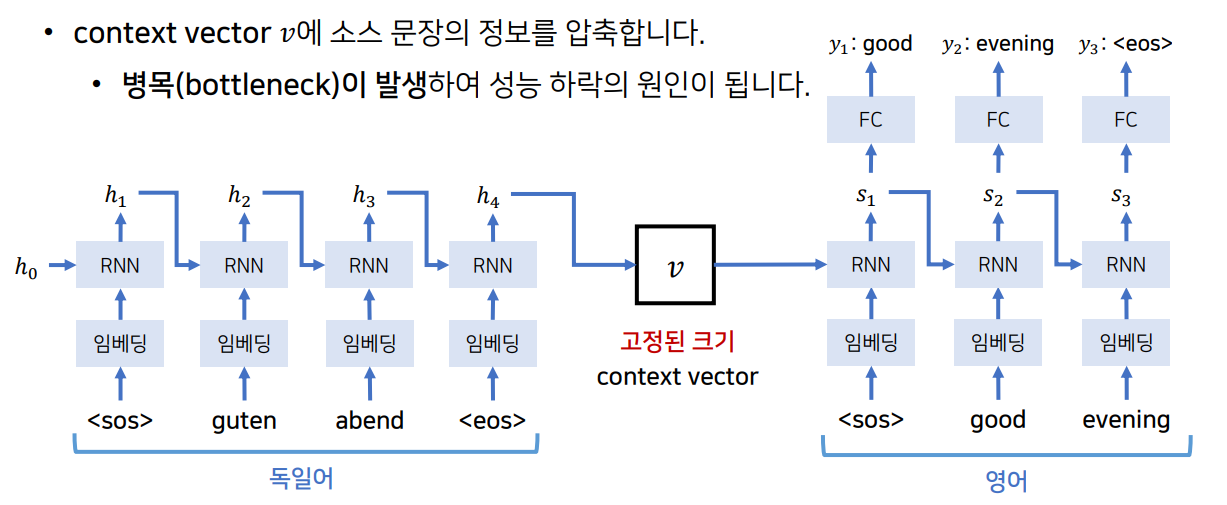 • context vector v에 소스 문장의 정보를 압축합니다.
• 병목(bottleneck)이 발생하여 성능 하락의 원인이 됩니다.
y₁: good y₂: evening y₃: <eos>
FC FC FC
h₁ h₂ h₃ h₄ s₁ s₂ s₃
h₀ RNN RNN RNN RNN v RNN RNN RNN
임베딩 임베딩 임베딩 임베딩 고정된 크기 임베딩 임베딩 임베딩
context vector
<sos> guten abend <eos> <sos> good evening
독일어 영어